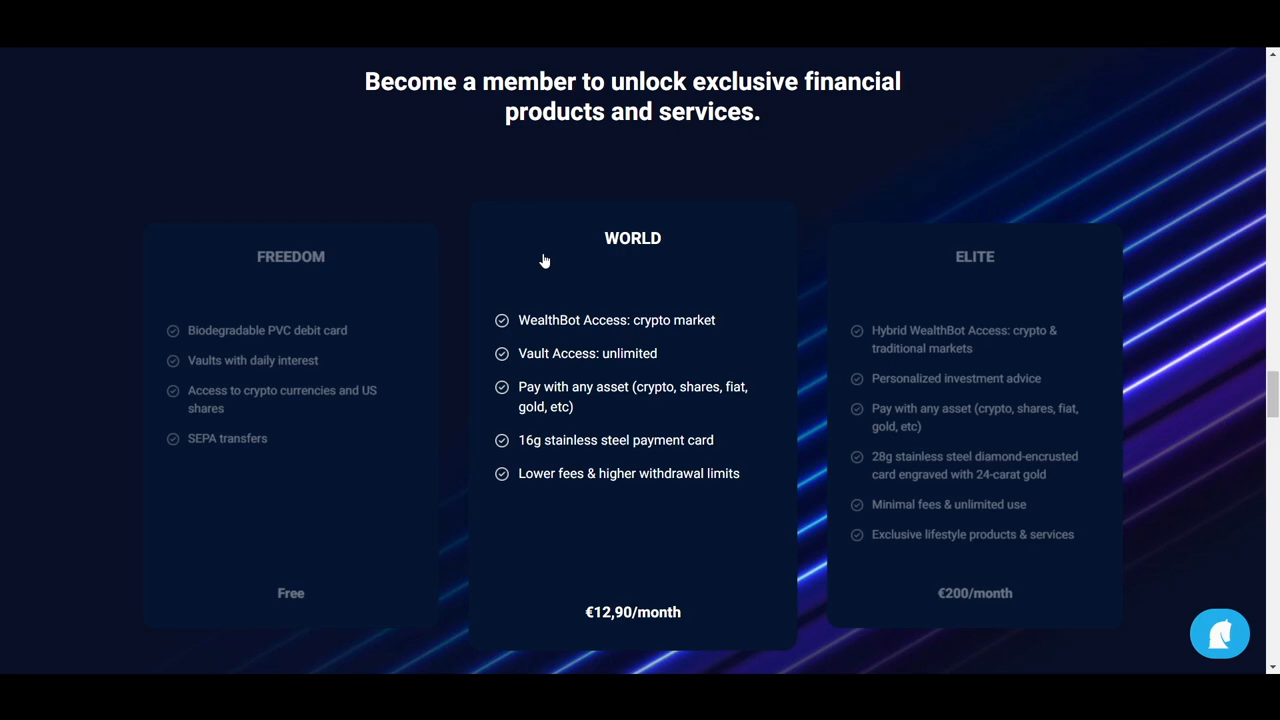 Become a member to unlock exclusive financial
products and services.
FREEDOM
Biodegradable PVC debit card
Vaults with daily interest
Access to crypto currencies and US
shares
SEPA transfers
Free
WORLD
WealthBot Access: crypto market
Vault Access: unlimited
Pay with any asset (crypto, shares, fiat,
gold, etc)
16g stainless steel payment card
Lower fees & higher withdrawal limits
€12,90/month
ELITE
Hybrid WealthBot Access: crypto &
traditional markets
Personalized investment advice
Pay with any asset (crypto, shares, fiat,
gold, etc)
28g stainless steel diamond-encrusted
card engraved with 24-carat gold
Minimal fees & unlimited use
Exclusive lifestyle products & services
€200/month